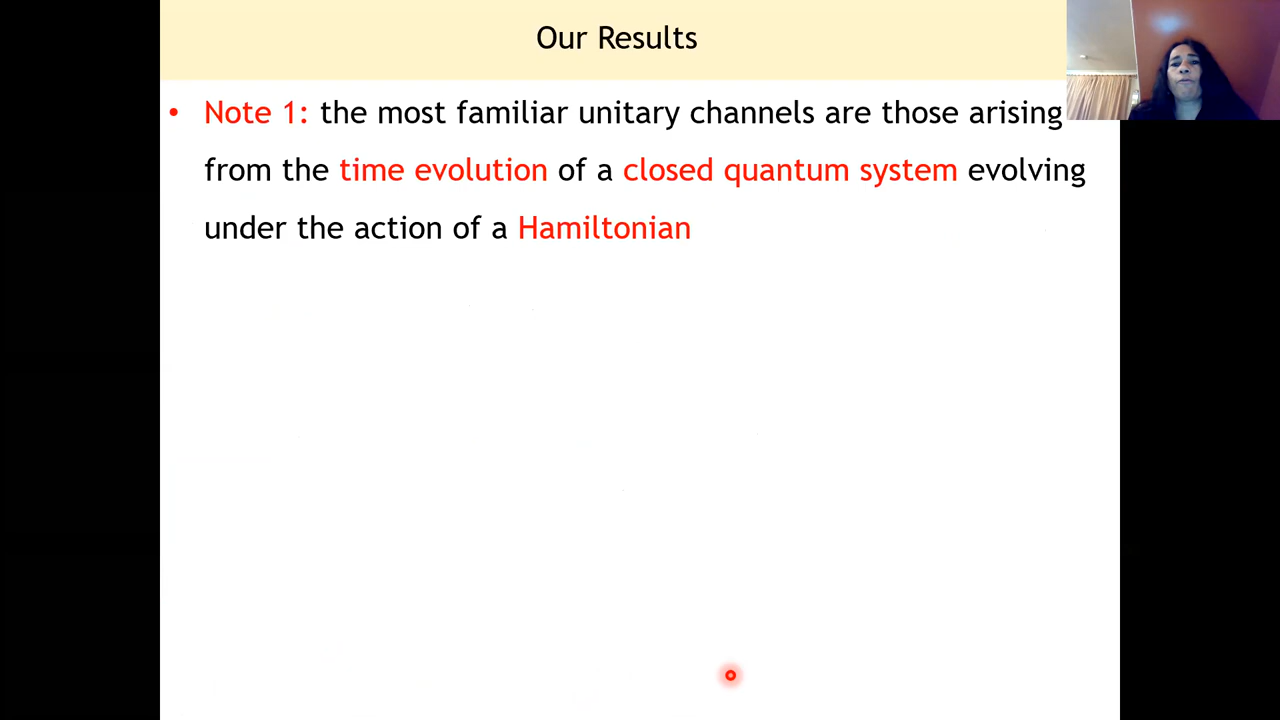 Our Results
• Note 1: the most familiar unitary channels are those arising
from the time evolution of a closed quantum system evolving
under the action of a Hamiltonian